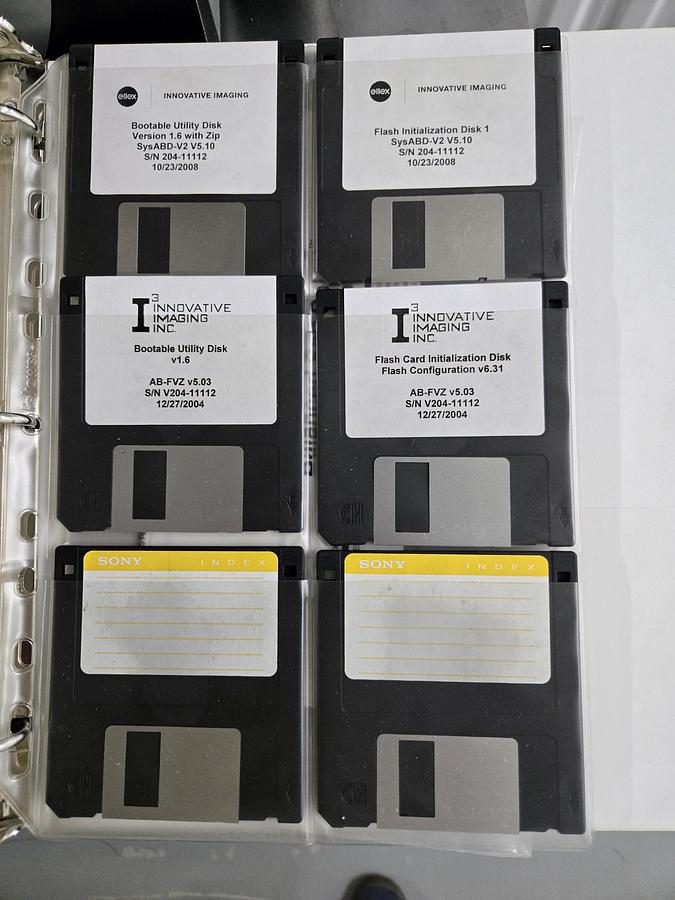 ellex INNOVATIVE IMAGING
Bootable Utility Disk
Version 1.6 with Zip
SysABD-V2 V5.10
S/N 204-11112
10/23/2008
ellex INNOVATIVE IMAGING
Flash Initialization Disk 1
SysABD-V2 V5.10
S/N 204-11112
10/23/2008
I3 INNOVATIVE
IMAGING
INC.
Bootable Utility Disk
v1.6
AB-FVZ v5.03
S/N V204-11112
12/27/2004
I3 INNOVATIVE
IMAGING
INC.
Flash Card Initialization Disk
Flash Configuration v6.31
AB-FVZ v5.03
S/N V204-11112
12/27/2004
SONY INDEX
SONY INDEX
HD
HD
HD
HD